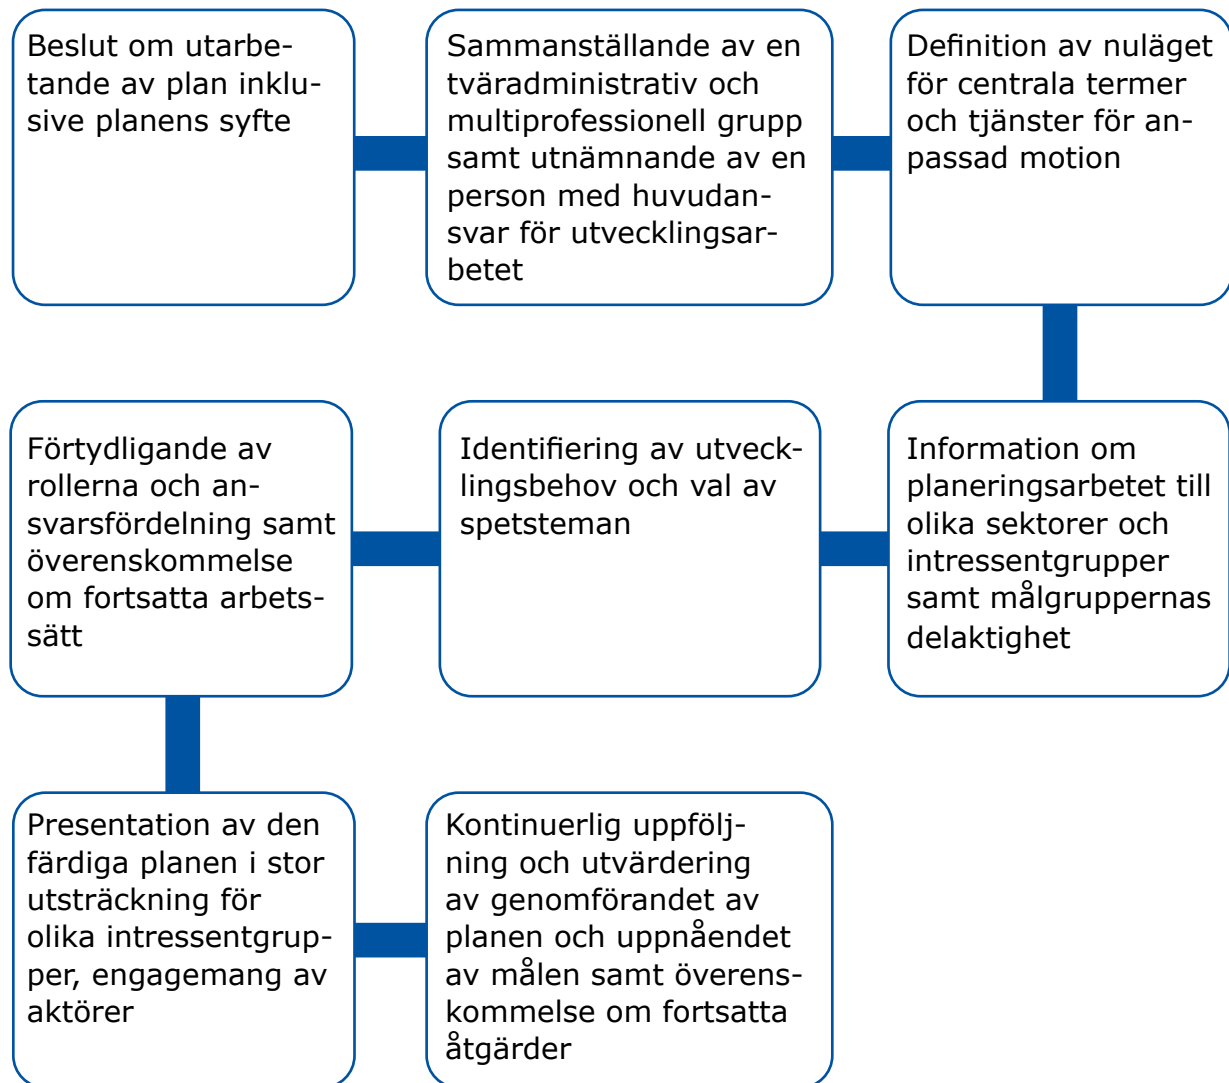 Beslut om utarbe-
tande av plan inklu-
sive planens syfte
Sammanställande av en
tväradministrativ och
multiprofessionell grupp
samt utnämnande av en
person med huvudan-
svar för utvecklingsar-
betet
Definition av nuläget
för centrala termer
och tjänster för an-
passad motion
Information om
planeringsarbetet till
olika sektorer och
intressentgrupper
samt målgruppernas
delaktighet
Identifiering av utveck-
lingsbehov och val av
spetsteman
Förtydligande av
rollerna och an-
svarsfördelning samt
överenskommelse
om fortsatta arbets-
sätt
Presentation av den
färdiga planen i stor
utsträckning för
olika intressentgrup-
per, engagemang av
aktörer
Kontinuerlig uppfölj-
ning och utvärdering
av genomförandet av
planen och uppnåendet
av målen samt överens-
kommelse om fortsatta
åtgärder